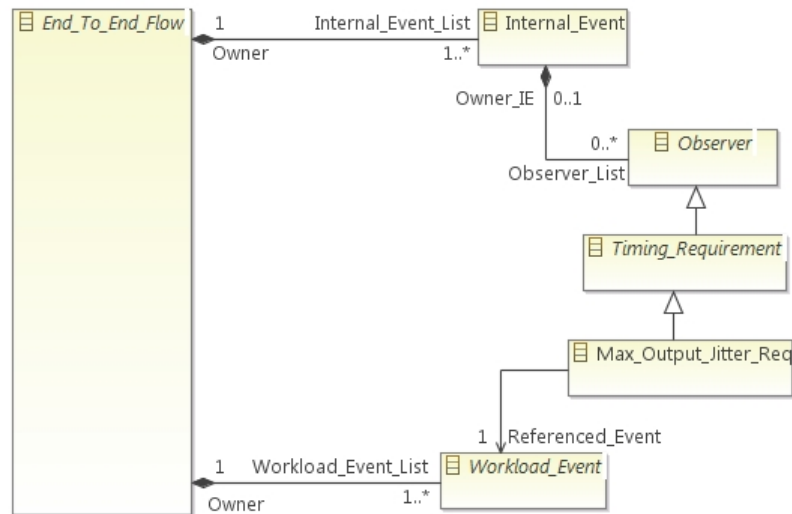 End_To_End_Flow
1
Internal_Event_List
Internal_Event
Owner
1..*
Owner_IE
0..1
0..*
Observer
Observer_List
Timing_Requirement
Max_Output_Jitter_Req
1
Referenced_Event
1
Workload_Event_List
Workload_Event
Owner
1..*